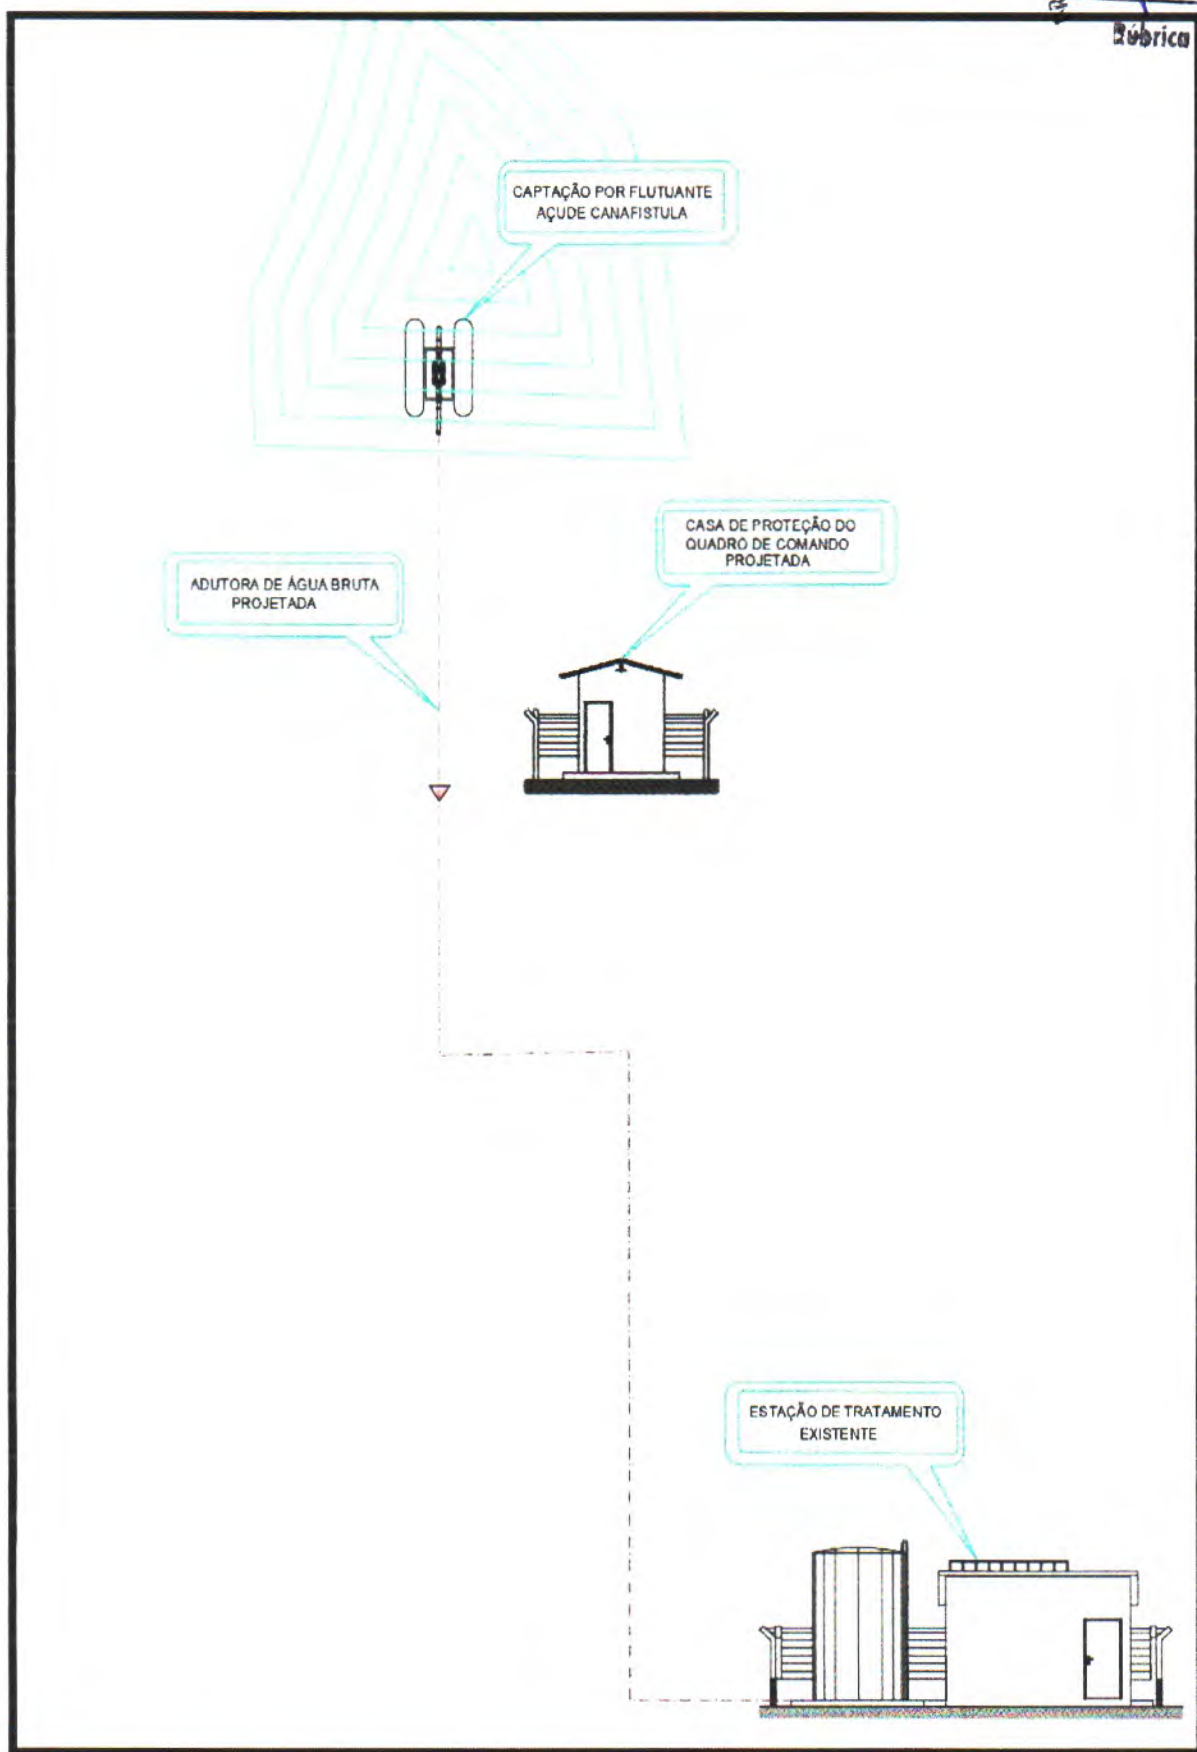 Rúbrica
CAPTAÇÃO POR FLUTUANTE
AÇUDE CANAFISTULA
CASA DE PROTEÇÃO DO
QUADRO DE COMANDO
PROJETADA
ADUTORA DE ÁGUA BRUTA
PROJETADA
ESTAÇÃO DE TRATAMENTO
EXISTENTE